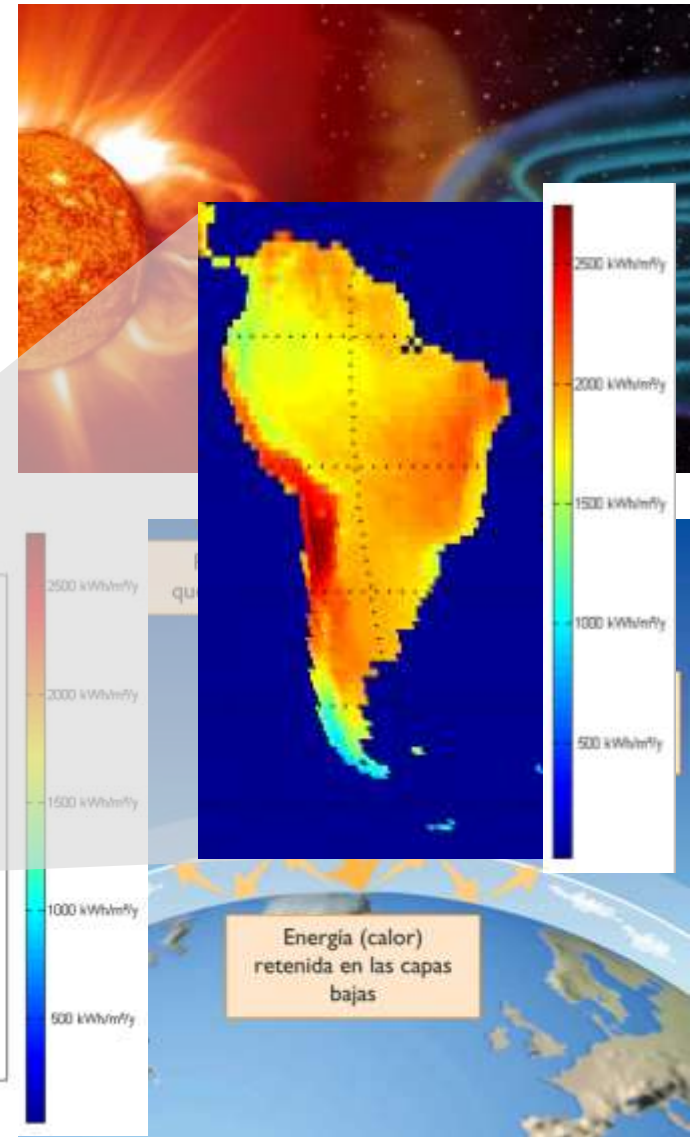 2500 kWh/m²/y
2000 kWh/m²/y
1500 kWh/m²/y
1000 kWh/m²/y
500 kWh/m²/y
2500 kWh/m²/y
2000 kWh/m²/y
1500 kWh/m²/y
1000 kWh/m²/y
500 kWh/m²/y
Energía (calor)
retenida en las capas
bajas